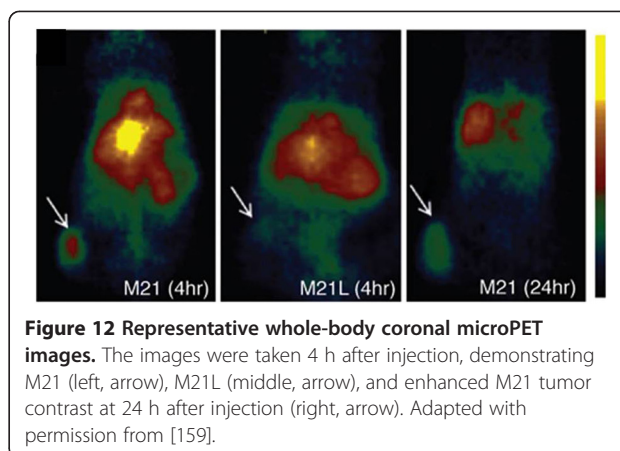 M21 (4hr)
M21L (4hr)
M21 (24hr)
Figure 12 Representative whole-body coronal microPET
images. The images were taken 4 h after injection, demonstrating
M21 (left, arrow), M21L (middle, arrow), and enhanced M21 tumor
contrast at 24 h after injection (right, arrow). Adapted with
permission from [159].